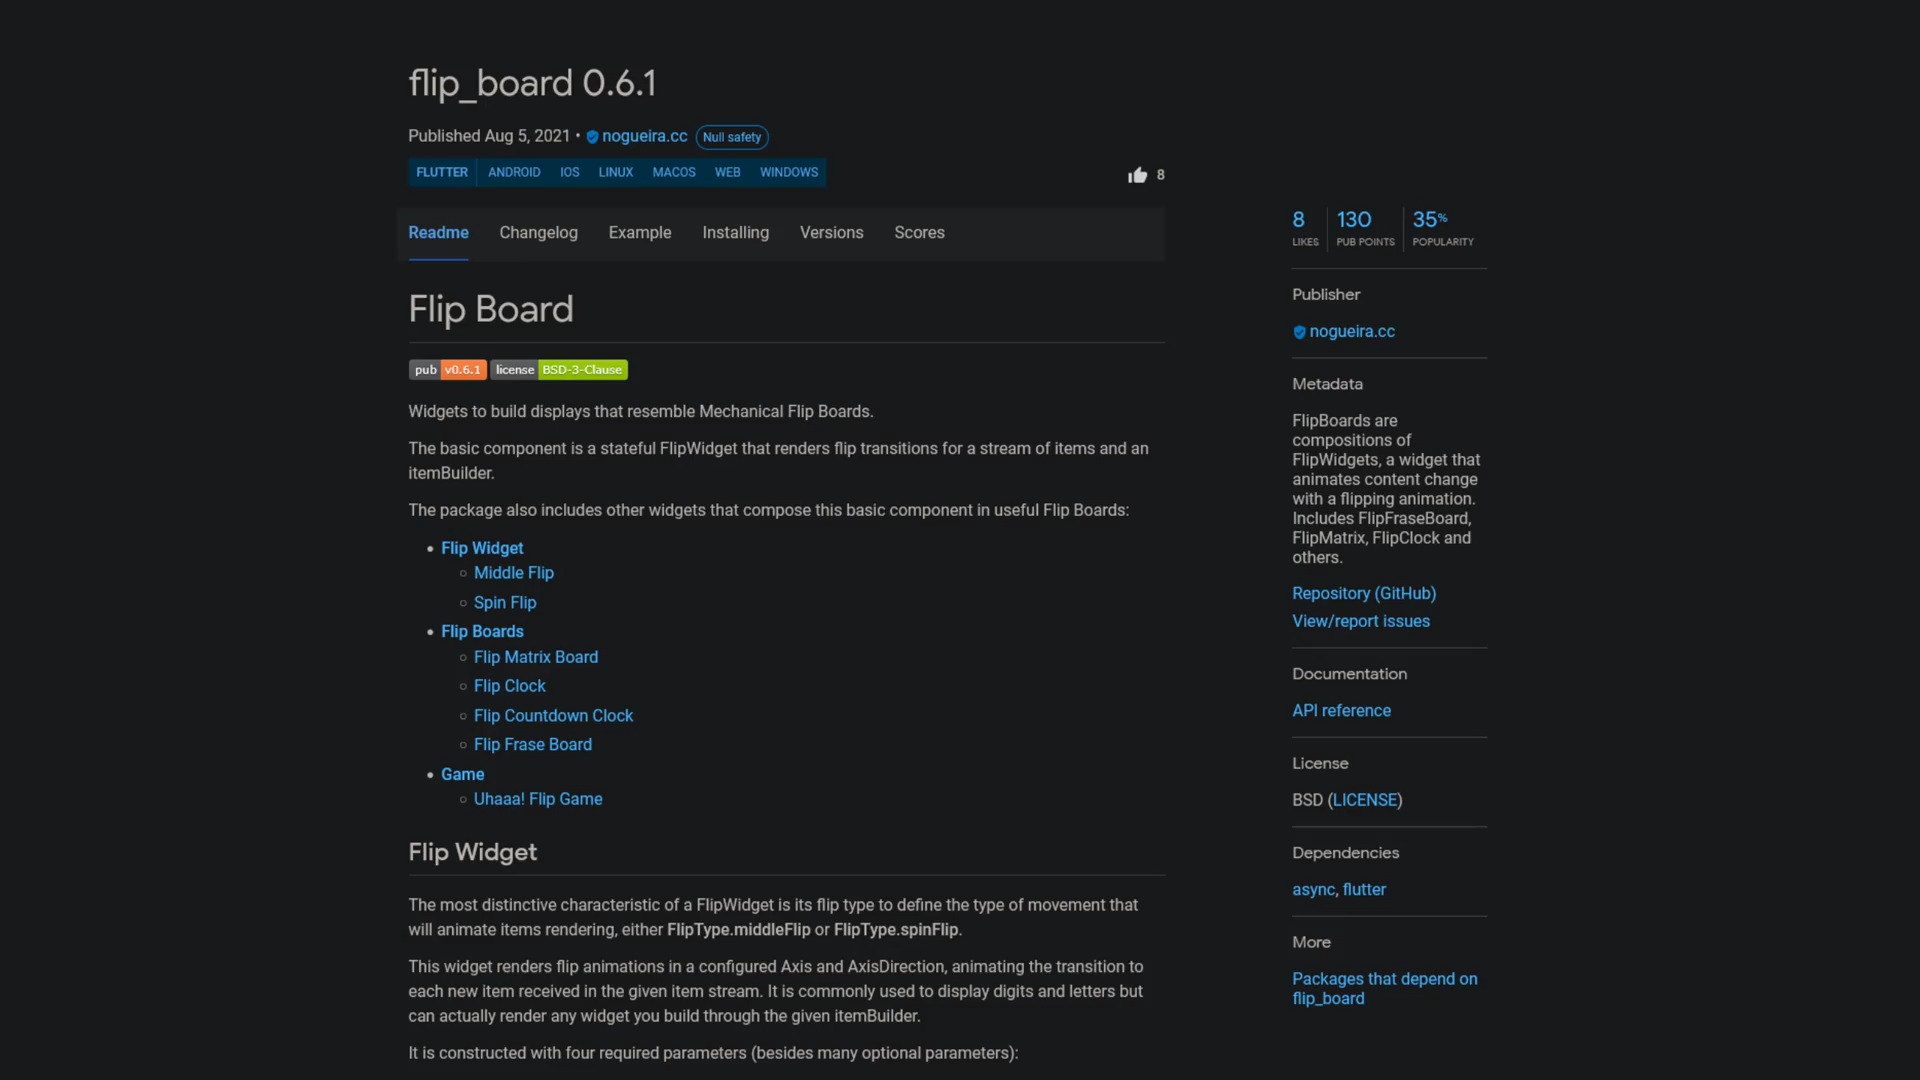 flip_board 0.6.1
Published Aug 5, 2021 • nogueira.cc Null safety
FLUTTER ANDROID IOS LINUX MACOS WEB WINDOWS
8
Readme Changelog Example Installing Versions Scores
Flip Board
pub v0.6.1 license BSD-3-Clause
Widgets to build displays that resemble Mechanical Flip Boards.
The basic component is a stateful FlipWidget that renders flip transitions for a stream of items and an
itemBuilder.
The package also includes other widgets that compose this basic component in useful Flip Boards:
• Flip Widget
○ Middle Flip
○ Spin Flip
• Flip Boards
○ Flip Matrix Board
○ Flip Clock
○ Flip Countdown Clock
○ Flip Frase Board
• Game
○ Uhaaa! Flip Game
Flip Widget
The most distinctive characteristic of a FlipWidget is its flip type to define the type of movement that
will animate items rendering, either FlipType.middleFlip or FlipType.spinFlip.
This widget renders flip animations in a configured Axis and AxisDirection, animating the transition to
each new item received in the given item stream. It is commonly used to display digits and letters but
can actually render any widget you build through the given itemBuilder.
It is constructed with four required parameters (besides many optional parameters):
8 130 35%
LIKES PUB POINTS POPULARITY
Publisher
nogueira.cc
Metadata
FlipBoards are
compositions of
FlipWidgets, a widget that
animates content change
with a flipping animation.
Includes FlipFraseBoard,
FlipMatrix, FlipClock and
others.
Repository (GitHub)
View/report issues
Documentation
API reference
License
BSD (LICENSE)
Dependencies
async, flutter
More
Packages that depend on
flip_board